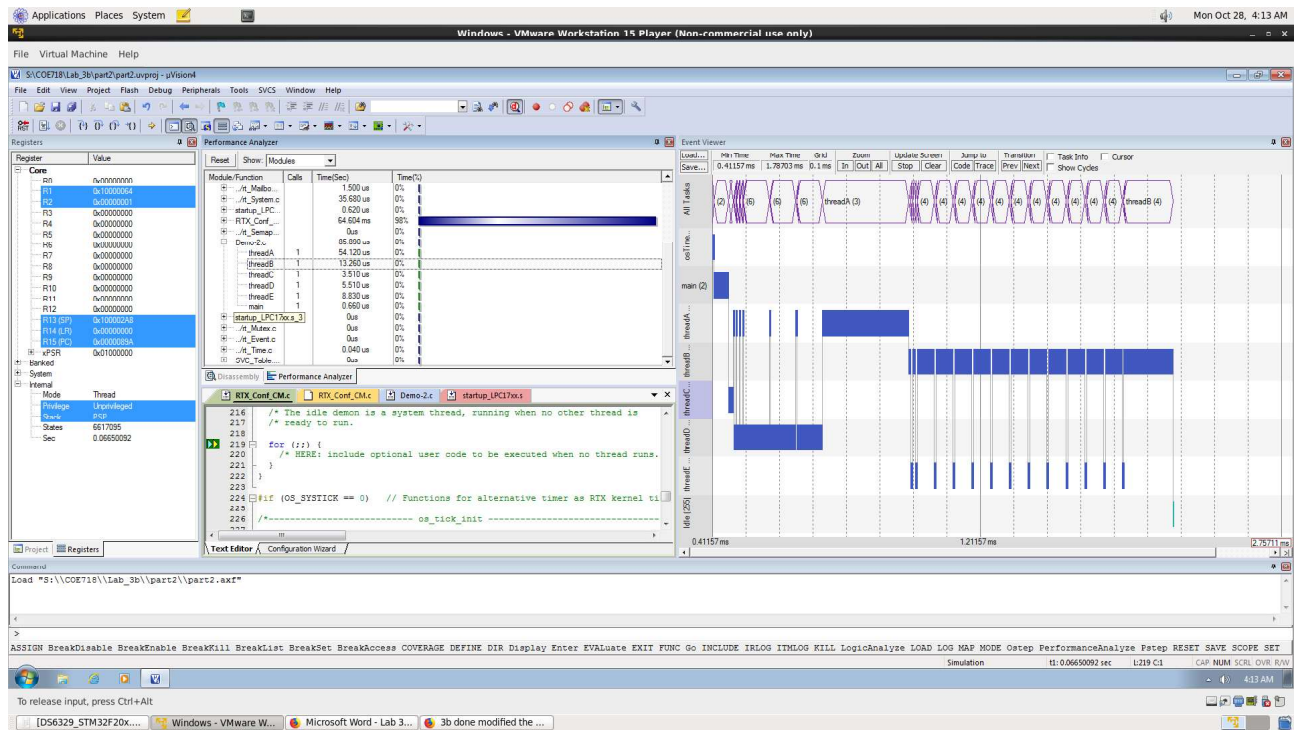 Applications Places System Mon Oct 28, 4:13 AM
Windows - VMware Workstation 15 Player (Non-commercial use only)
File Virtual Machine Help
S:\COE718\Lab_3b\part2\part2.uvproj - µVision4
File Edit View Project Flash Debug Peripherals Tools SVCS Window Help
Registers
Register Value
Core
R0 0x00000000
R1 0x10000064
R2 0x00000001
R3 0x00000000
R4 0x00000000
R5 0x00000000
R6 0x00000000
R7 0x00000000
R8 0x00000000
R9 0x00000000
R10 0x00000000
R11 0x00000000
R12 0x00000000
R13 (SP) 0x100002A8
R14 (LR) 0x00000000
R15 (PC) 0x0000089A
xPSR 0x01000000
Banked
System
Internal
Mode Thread
Privilege Unprivileged
Stack PSP
States 6617095
Sec 0.06650092
Project Registers
Performance Analyzer
Reset Show: Modules
Module/Function Calls Time(Sec) Time(%)
../rt_Mailbo... 1.500 us 0%
../rt_System.c 35.680 us 0%
startup_LPC... 0.620 us 0%
RTX_Conf_... 64.604 ms 98%
../rt_Semap... 0us 0%
Demo-2.c 85.890 us 0%
threadA 1 54.120 us 0%
threadB 1 13.260 us 0%
threadC 1 3.510 us 0%
threadD 1 5.510 us 0%
threadE 1 8.830 us 0%
main 1 0.660 us 0%
startup_LPC17xx.s_3 0us 0%
../rt_Mutex.c 0us 0%
../rt_Event.c 0us 0%
../rt_Time.c 0.040 us 0%
SVC_Table.... 0us 0%
Disassembly Performance Analyzer
RTX_Conf_CM.c RTX_Conf_CM.c Demo-2.c startup_LPC17xx.s
216 /* The idle demon is a system thread, running when no other thread is
217 /* ready to run.
218
219 for (;;) {
220 /* HERE: include optional user code to be executed when no thread runs.
221 }
222 }
223
224 #if (OS_SYSTICK == 0) // Functions for alternative timer as RTX kernel ti
225
226 /*--------------------------- os_tick_init ---------------------------------
227
Text Editor Configuration Wizard
Event Viewer
Load... Min Time Max Time Grid Zoom Update Screen Jump to Transition Task Info Cursor
Save... 0.41157 ms 1.78703 ms 0.1 ms In Out All Stop Clear Code Trace Prev Next Show Cycles
All Tasks (2) (6) (6) (6) threadA (3) (4) (4) (4) (4) (4) (4) (4) (4) (4) (4) threadB (4)
osTime...
main (2)
threadA ...
threadB ...
threadC ...
threadD ...
threadE ...
Idle (255)
0.41157 ms 1.21157 ms 2.75711 ms
Command
Load "S:\\COE718\\Lab_3b\\part2\\part2.axf"
>
ASSIGN BreakDisable BreakEnable BreakKill BreakList BreakSet BreakAccess COVERAGE DEFINE DIR Display Enter EVALuate EXIT FUNC Go INCLUDE IRLOG ITMLOG KILL LogicAnalyze LOAD LOG MAP MODE Ostep PerformanceAnalyze Pstep RESET SAVE SCOPE SET
Simulation t1: 0.06650092 sec L:219 C:1 CAP NUM SCRL OVR R/W
4:13 AM
To release input, press Ctrl+Alt
[DS6329_STM32F20x.... Windows - VMware W... Microsoft Word - Lab 3... 3b done modified the ...